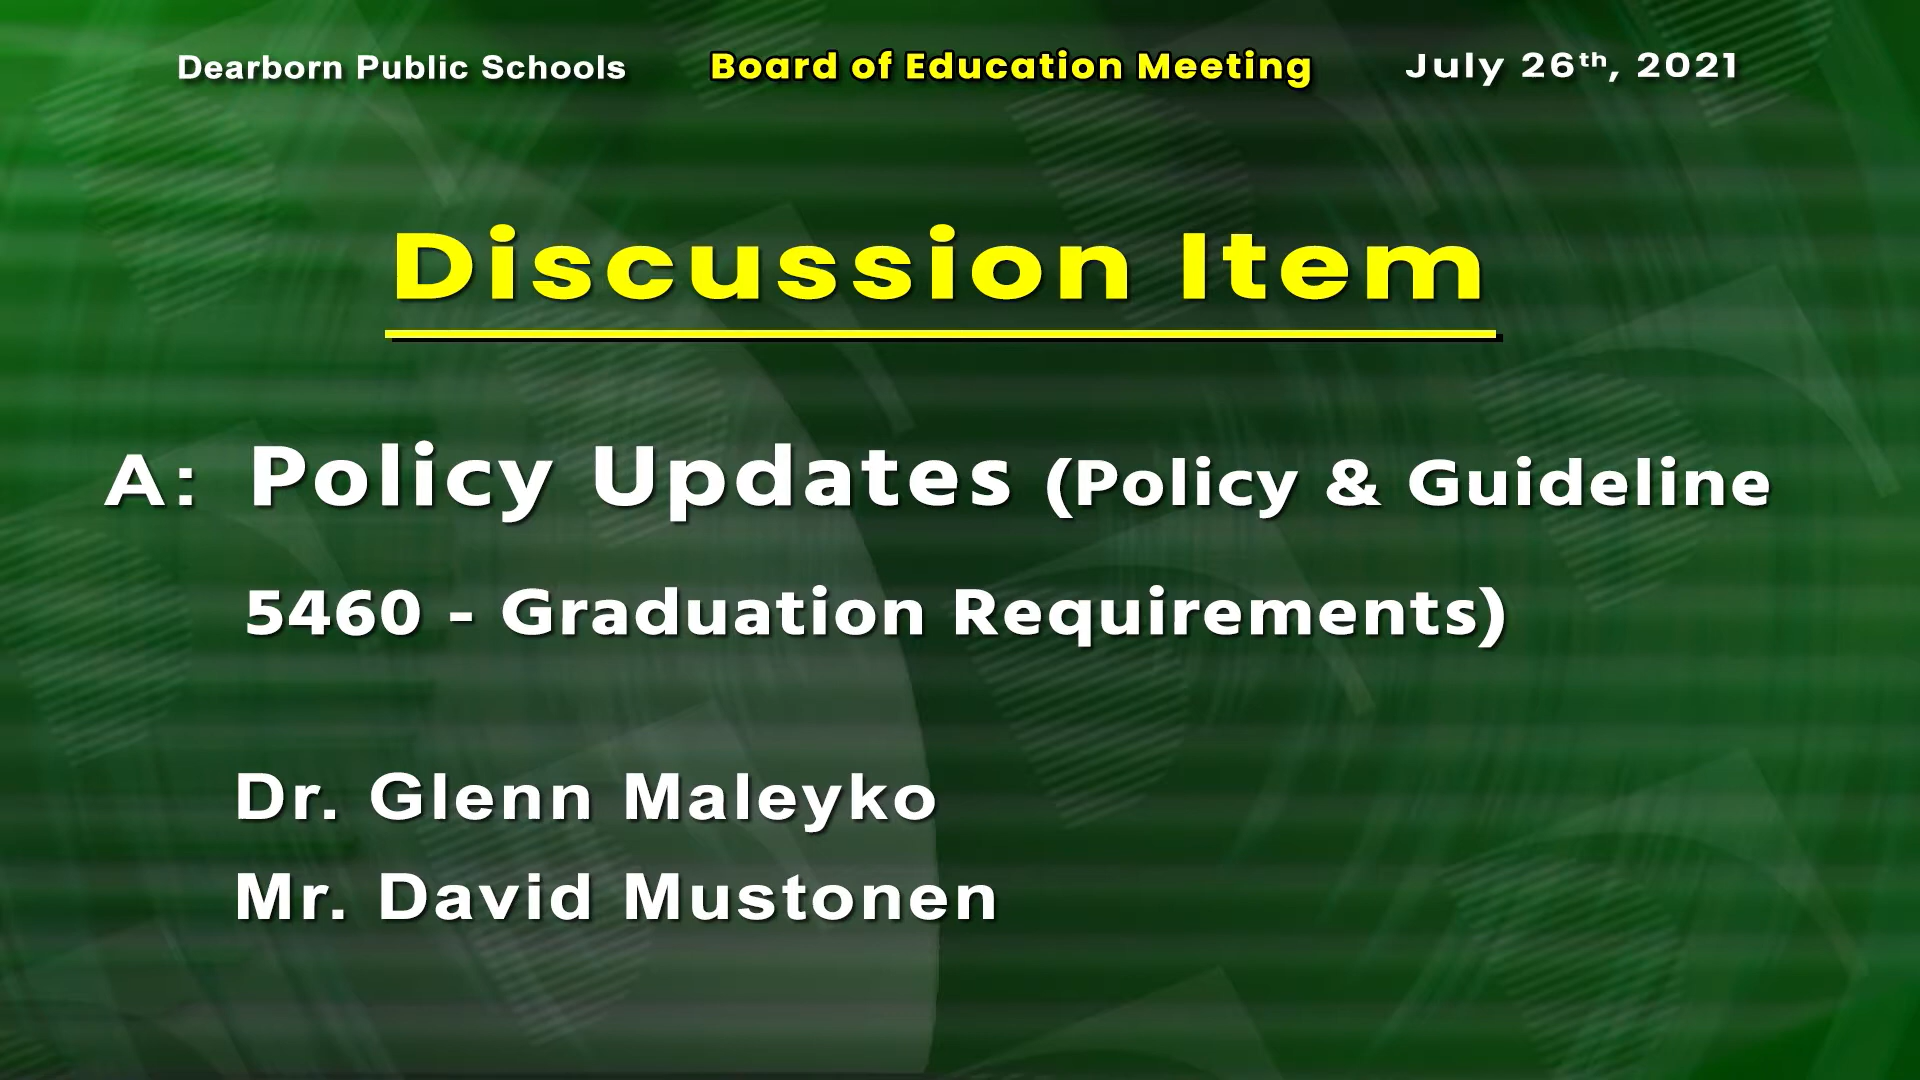 Dearborn Public Schools Board of Education Meeting July 26th, 2021
Discussion Item
A: Policy Updates (Policy & Guideline
5460 - Graduation Requirements)
Dr. Glenn Maleyko
Mr. David Mustonen